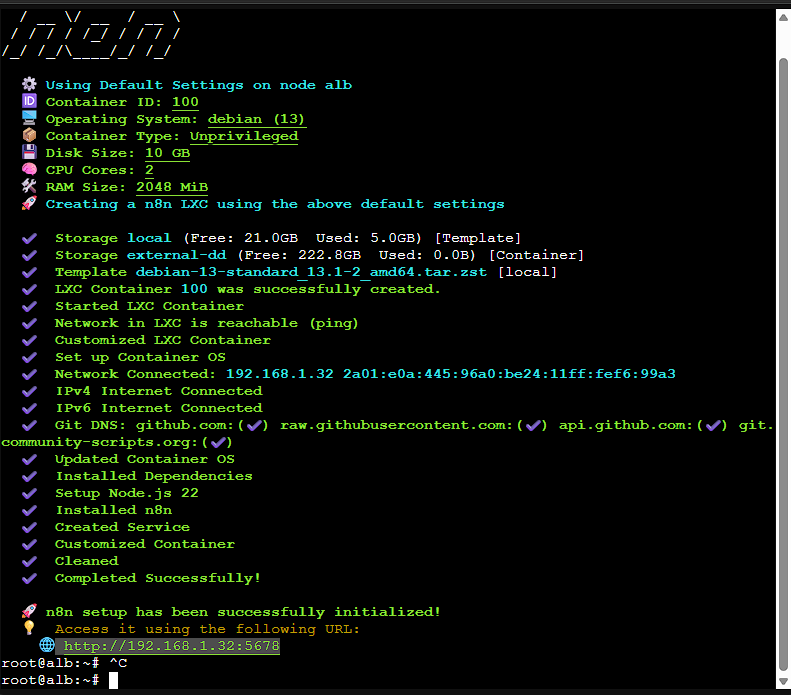 Using Default Settings on node alb
Container ID: 100
Operating System: debian (13)
Container Type: Unprivileged
Disk Size: 10 GB
CPU Cores: 2
RAM Size: 2048 MiB
Creating a n8n LXC using the above default settings
Storage local (Free: 21.0GB  Used: 5.0GB) [Template]
Storage external-dd (Free: 222.8GB  Used: 0.0B) [Container]
Template debian-13-standard_13.1-2_amd64.tar.zst [local]
LXC Container 100 was successfully created.
Started LXC Container
Network in LXC is reachable (ping)
Customized LXC Container
Set up Container OS
Network Connected: 192.168.1.32 2a01:e0a:445:96a0:be24:11ff:fef6:99a3
IPv4 Internet Connected
IPv6 Internet Connected
Git DNS: github.com:(✔) raw.githubusercontent.com:(✔) api.github.com:(✔) git.
community-scripts.org:(✔)
Updated Container OS
Installed Dependencies
Setup Node.js 22
Installed n8n
Created Service
Customized Container
Cleaned
Completed Successfully!
n8n setup has been successfully initialized!
Access it using the following URL:
http://192.168.1.32:5678
root@alb:~# ^C
root@alb:~#